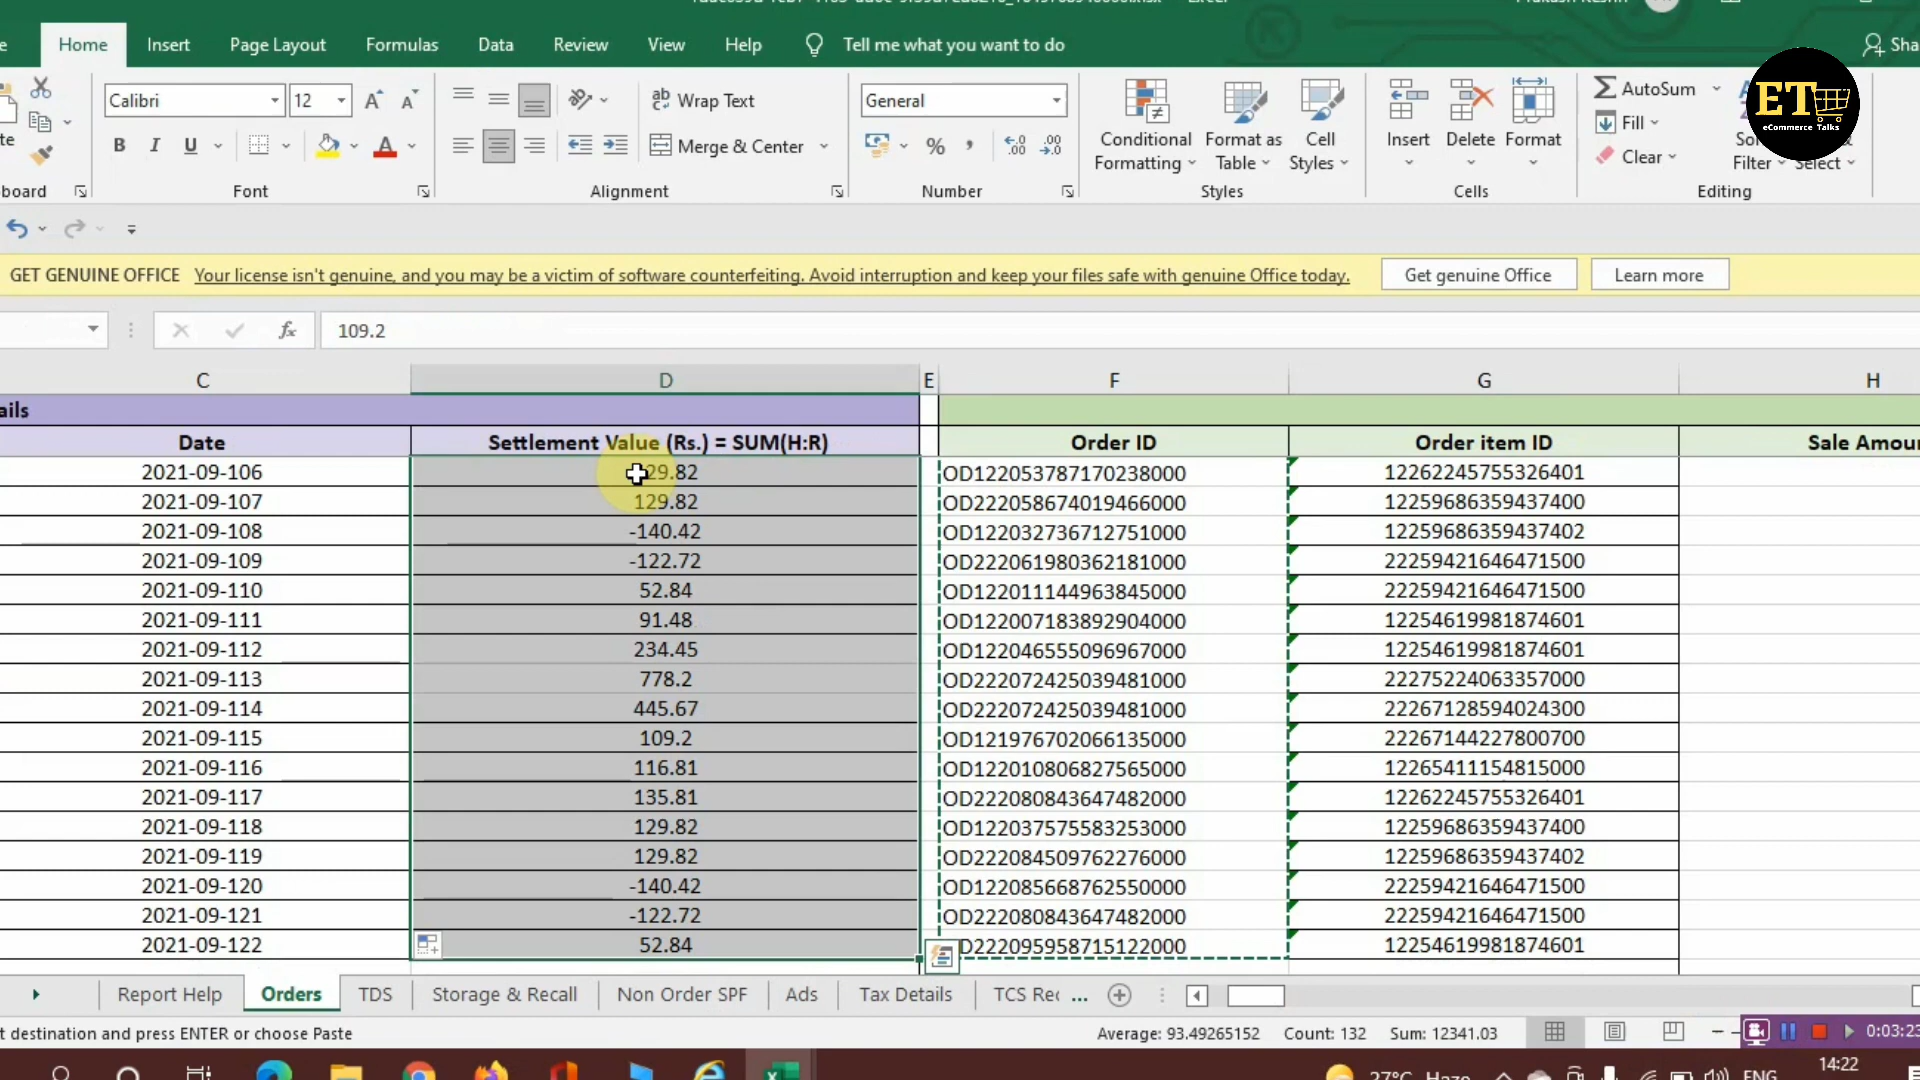 Home Insert Page Layout Formulas Data Review View Help Tell me what you want to do
Calibri 12 Wrap Text General AutoSum
ET
eCommerce Talks
Conditional Formatting Format as Table Cell Styles Insert Delete Format Fill
B I U Merge & Center % Clear Filter Select
Font Alignment Number Styles Cells Editing
GET GENUINE OFFICE Your license isn't genuine, and you may be a victim of software counterfeiting. Avoid interruption and keep your files safe with genuine Office today. Get genuine Office Learn more
fx 109.2
C D E F G H
Date Settlement Value (Rs.) = SUM(H:R) Order ID Order item ID Sale
2021-09-106 OD122053787170238000 12262245755326401
2021-09-107 129.82 OD222058674019466000 12259686359437400
2021-09-108 -140.42 OD122032736712751000 12259686359437402
2021-09-109 -122.72 OD222061980362181000 22259421646471500
2021-09-110 52.84 OD122011144963845000 22259421646471500
2021-09-111 91.48 OD122007183892904000 12254619981874601
2021-09-112 234.45 OD122046555096967000 12254619981874601
2021-09-113 778.2 OD222072425039481000 22275224063357000
2021-09-114 445.67 OD222072425039481000 22267128594024300
2021-09-115 109.2 OD121976702066135000 22267144227800700
2021-09-116 116.81 OD122010806827565000 12265411154815000
2021-09-117 135.81 OD222080843647482000 12262245755326401
2021-09-118 129.82 OD122037575583253000 12259686359437400
2021-09-119 129.82 OD222084509762276000 12259686359437402
2021-09-120 -140.42 OD122085668762550000 22259421646471500
2021-09-121 -122.72 OD222080843647482000 22259421646471500
2021-09-122 52.84 D222095958715122000 12254619981874601
Report Help Orders TDS Storage & Recall Non Order SPF Ads Tax Details TCS Rec ...
t destination and press ENTER or choose Paste Average: 93.49265152 Count: 132 Sum: 12341.03 0:03:23
27°C Haze ENG 14:22